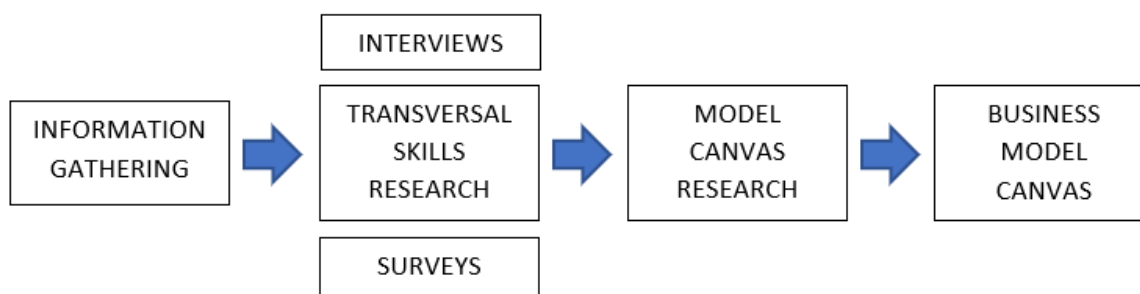 INTERVIEWS
INFORMATION
GATHERING
TRANSVERSAL
SKILLS
RESEARCH
MODEL
CANVAS
RESEARCH
BUSINESS
MODEL
CANVAS
SURVEYS